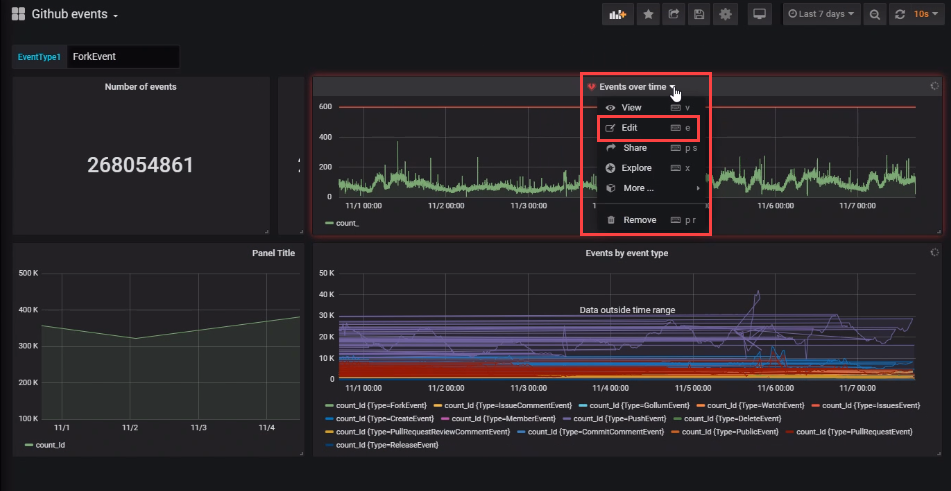 Github events
Last 7 days
10s
EventType1 ForkEvent
Number of events
268054861
Events over time
View v
Edit e
Share p s
Explore x
More ...
Remove p r
600
400
200
0
11/1 00:00 11/2 00:00 11/3 00:00 11/6 00:00 11/7 00:00
count_
Panel Title
500 K
400 K
300 K
200 K
100 K
11/1 11/2 11/3 11/4
count_Id
Events by event type
50 K
40 K
30 K
20 K
10 K
0
Data outside time range
11/1 00:00 11/2 00:00 11/3 00:00 11/4 00:00 11/5 00:00 11/6 00:00 11/7 00:00
count_Id {Type=ForkEvent} count_Id {Type=IssueCommentEvent} count_Id {Type=GollumEvent} count_Id {Type=WatchEvent} count_Id {Type=IssuesEvent}
count_Id {Type=CreateEvent} count_Id {Type=MemberEvent} count_Id {Type=PushEvent} count_Id {Type=DeleteEvent}
count_Id {Type=PullRequestReviewCommentEvent} count_Id {Type=CommitCommentEvent} count_Id {Type=PublicEvent} count_Id {Type=PullRequestEvent}
count_Id {Type=ReleaseEvent}